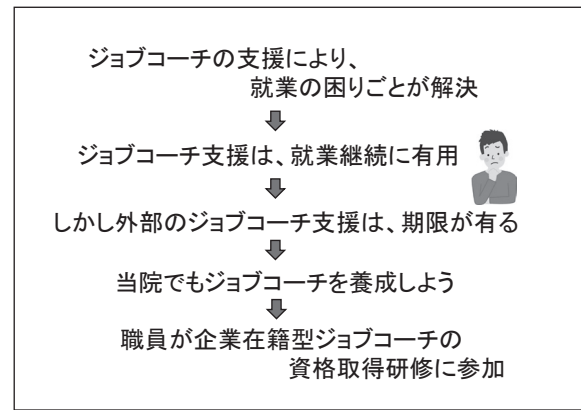 ジョブコーチの支援により、
就業の困りごとが解決
ジョブコーチ支援は、就業継続に有用
しかし外部のジョブコーチ支援は、期限が有る
当院でもジョブコーチを養成しよう
職員が企業在籍型ジョブコーチの
資格取得研修に参加